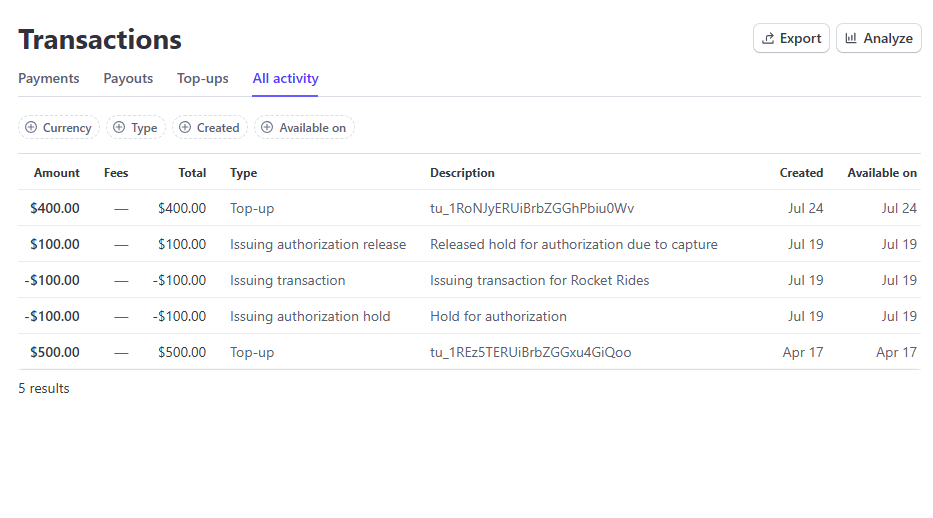 Transactions
Export Analyze
Payments Payouts Top-ups All activity
Currency Type Created Available on
Amount Fees Total Type Description Created Available on
$400.00 — $400.00 Top-up tu_1RoNJyERUiBrbZGGhPbiu0Wv Jul 24 Jul 24
$100.00 — $100.00 Issuing authorization release Released hold for authorization due to capture Jul 19 Jul 19
-$100.00 — -$100.00 Issuing transaction Issuing transaction for Rocket Rides Jul 19 Jul 19
-$100.00 — -$100.00 Issuing authorization hold Hold for authorization Jul 19 Jul 19
$500.00 — $500.00 Top-up tu_1REz5TERUiBrbZGGxu4GiQoo Apr 17 Apr 17
5 results